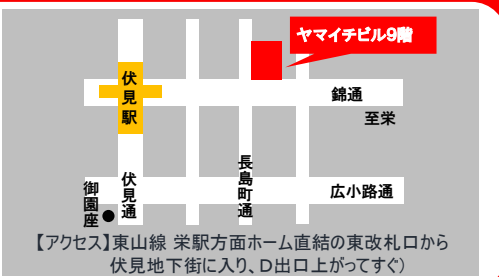 ヤマイチビル9階
伏見駅
錦通
至栄
長島町通
伏見通
御園座
広小路通
【アクセス】東山線 栄駅方面ホーム直結の東改札口から
伏見地下街に入り、D出口上がってすぐ）